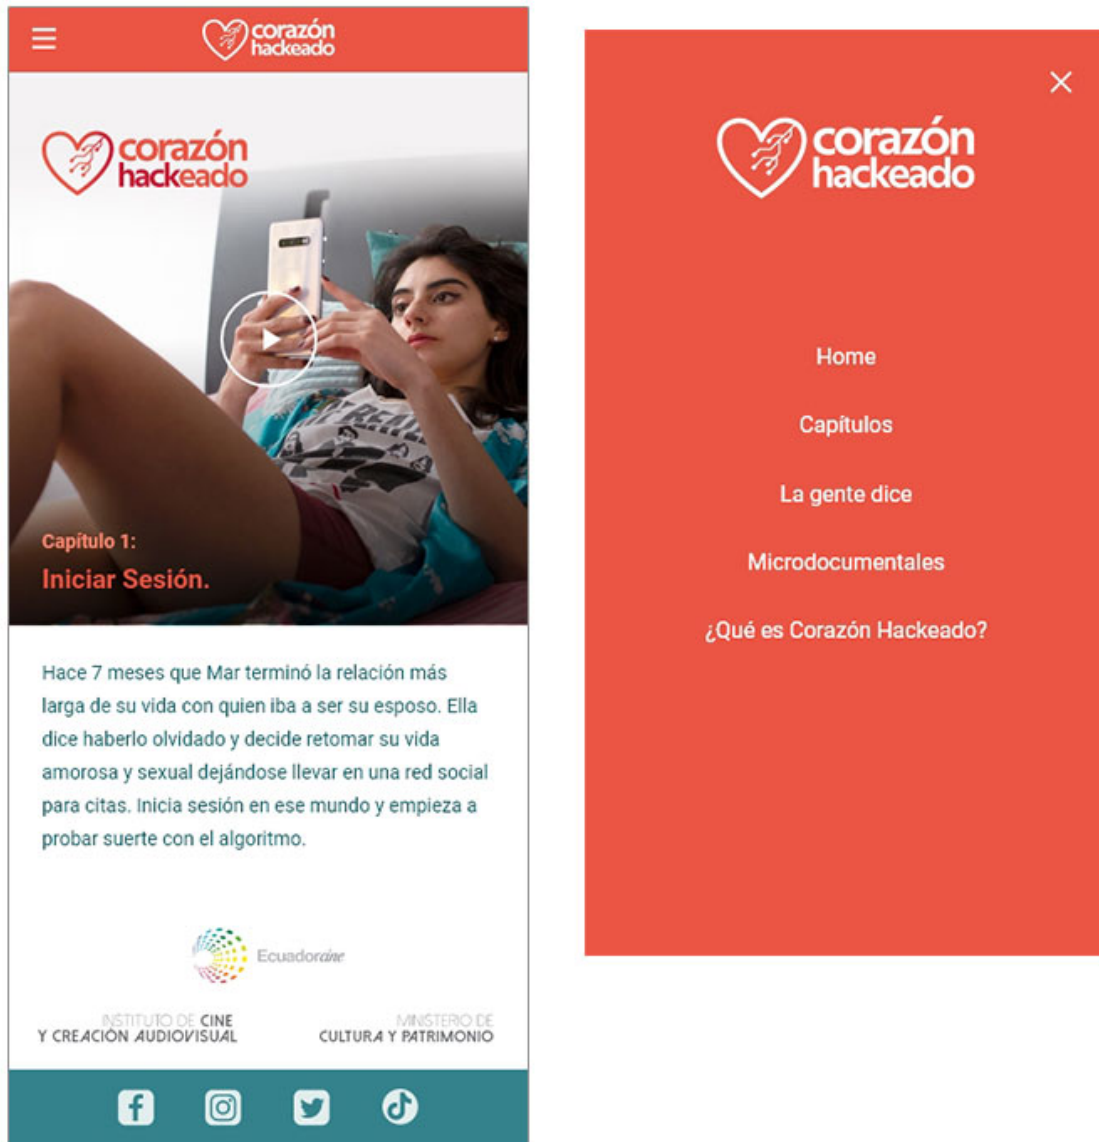 corazón
hackeado
corazón
hackeado
Capítulo 1:
Iniciar Sesión.
Hace 7 meses que Mar terminó la relación más
larga de su vida con quien iba a ser su esposo. Ella
dice haberlo olvidado y decide retomar su vida
amorosa y sexual dejándose llevar en una red social
para citas. Inicia sesión en ese mundo y empieza a
probar suerte con el algoritmo.
Ecuadorcine
INSTITUTO DE CINE
Y CREACIÓN AUDIOVISUAL
MINISTERIO DE
CULTURA Y PATRIMONIO
corazón
hackeado
Home
Capítulos
La gente dice
Microdocumentales
¿Qué es Corazón Hackeado?